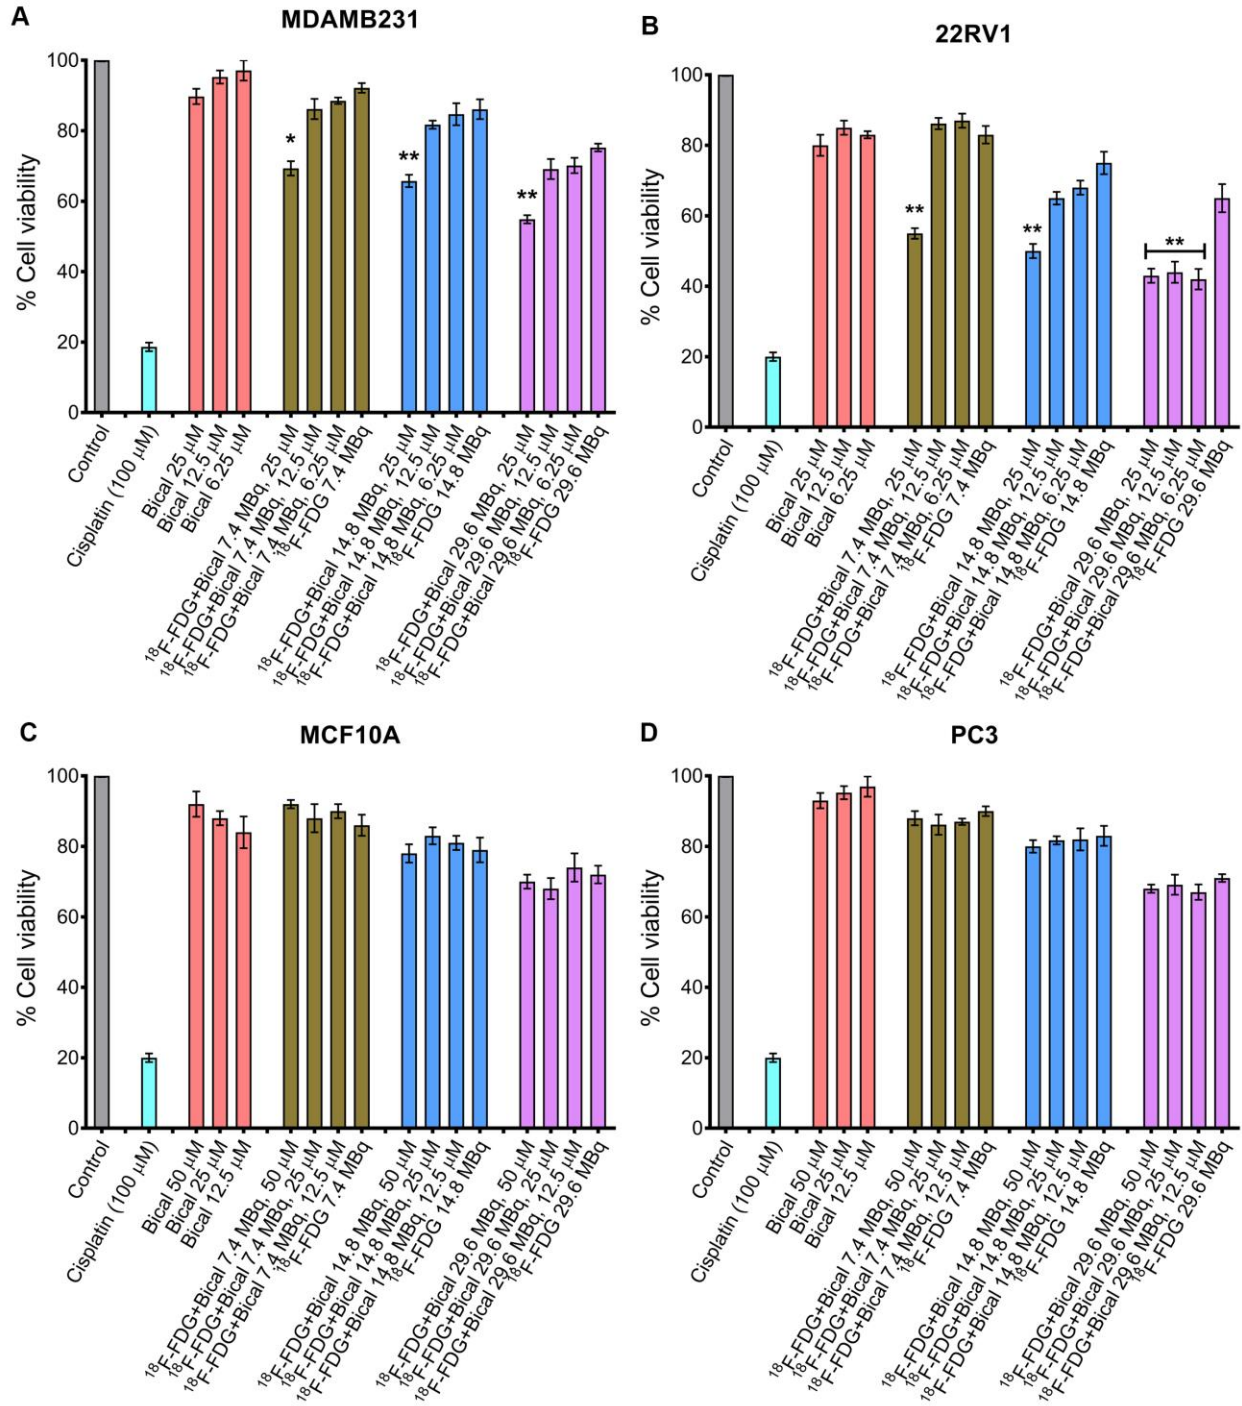 A
MDAMB231
% Cell viability
100
80
60
40
20
0
*
**
**
Control
Cisplatin (100 µM)
Bical 25 µM
Bical 12.5 µM
Bical 6.25 µM
¹⁸F-FDG+Bical 7.4 MBq, 25 µM
¹⁸F-FDG+Bical 7.4 MBq, 12.5 µM
¹⁸F-FDG+Bical 7.4 MBq, 6.25 µM
¹⁸F-FDG 7.4 MBq
¹⁸F-FDG+Bical 14.8 MBq, 25 µM
¹⁸F-FDG+Bical 14.8 MBq, 12.5 µM
¹⁸F-FDG+Bical 14.8 MBq, 6.25 µM
¹⁸F-FDG 14.8 MBq
¹⁸F-FDG+Bical 29.6 MBq, 25 µM
¹⁸F-FDG+Bical 29.6 MBq, 12.5 µM
¹⁸F-FDG+Bical 29.6 MBq, 6.25 µM
¹⁸F-FDG 29.6 MBq
B
22RV1
% Cell viability
100
80
60
40
20
0
**
**
**
Control
Cisplatin (100 µM)
Bical 25 µM
Bical 12.5 µM
Bical 6.25 µM
¹⁸F-FDG+Bical 7.4 MBq, 25 µM
¹⁸F-FDG+Bical 7.4 MBq, 12.5 µM
¹⁸F-FDG+Bical 7.4 MBq, 6.25 µM
¹⁸F-FDG 7.4 MBq
¹⁸F-FDG+Bical 14.8 MBq, 25 µM
¹⁸F-FDG+Bical 14.8 MBq, 12.5 µM
¹⁸F-FDG+Bical 14.8 MBq, 6.25 µM
¹⁸F-FDG 14.8 MBq
¹⁸F-FDG+Bical 29.6 MBq, 25 µM
¹⁸F-FDG+Bical 29.6 MBq, 12.5 µM
¹⁸F-FDG+Bical 29.6 MBq, 6.25 µM
¹⁸F-FDG 29.6 MBq
C
MCF10A
% Cell viability
100
80
60
40
20
0
Control
Cisplatin (100 µM)
Bical 50 µM
Bical 25 µM
Bical 12.5 µM
¹⁸F-FDG+Bical 7.4 MBq, 50 µM
¹⁸F-FDG+Bical 7.4 MBq, 25 µM
¹⁸F-FDG+Bical 7.4 MBq, 12.5 µM
¹⁸F-FDG 7.4 MBq
¹⁸F-FDG+Bical 14.8 MBq, 50 µM
¹⁸F-FDG+Bical 14.8 MBq, 25 µM
¹⁸F-FDG+Bical 14.8 MBq, 12.5 µM
¹⁸F-FDG 14.8 MBq
¹⁸F-FDG+Bical 29.6 MBq, 50 µM
¹⁸F-FDG+Bical 29.6 MBq, 25 µM
¹⁸F-FDG+Bical 29.6 MBq, 12.5 µM
¹⁸F-FDG 29.6 MBq
D
PC3
% Cell viability
100
80
60
40
20
0
Control
Cisplatin (100 µM)
Bical 50 µM
Bical 25 µM
Bical 12.5 µM
¹⁸F-FDG+Bical 7.4 MBq, 50 µM
¹⁸F-FDG+Bical 7.4 MBq, 25 µM
¹⁸F-FDG+Bical 7.4 MBq, 12.5 µM
¹⁸F-FDG 7.4 MBq
¹⁸F-FDG+Bical 14.8 MBq, 50 µM
¹⁸F-FDG+Bical 14.8 MBq, 25 µM
¹⁸F-FDG+Bical 14.8 MBq, 12.5 µM
¹⁸F-FDG 14.8 MBq
¹⁸F-FDG+Bical 29.6 MBq, 50 µM
¹⁸F-FDG+Bical 29.6 MBq, 25 µM
¹⁸F-FDG+Bical 29.6 MBq, 12.5 µM
¹⁸F-FDG 29.6 MBq